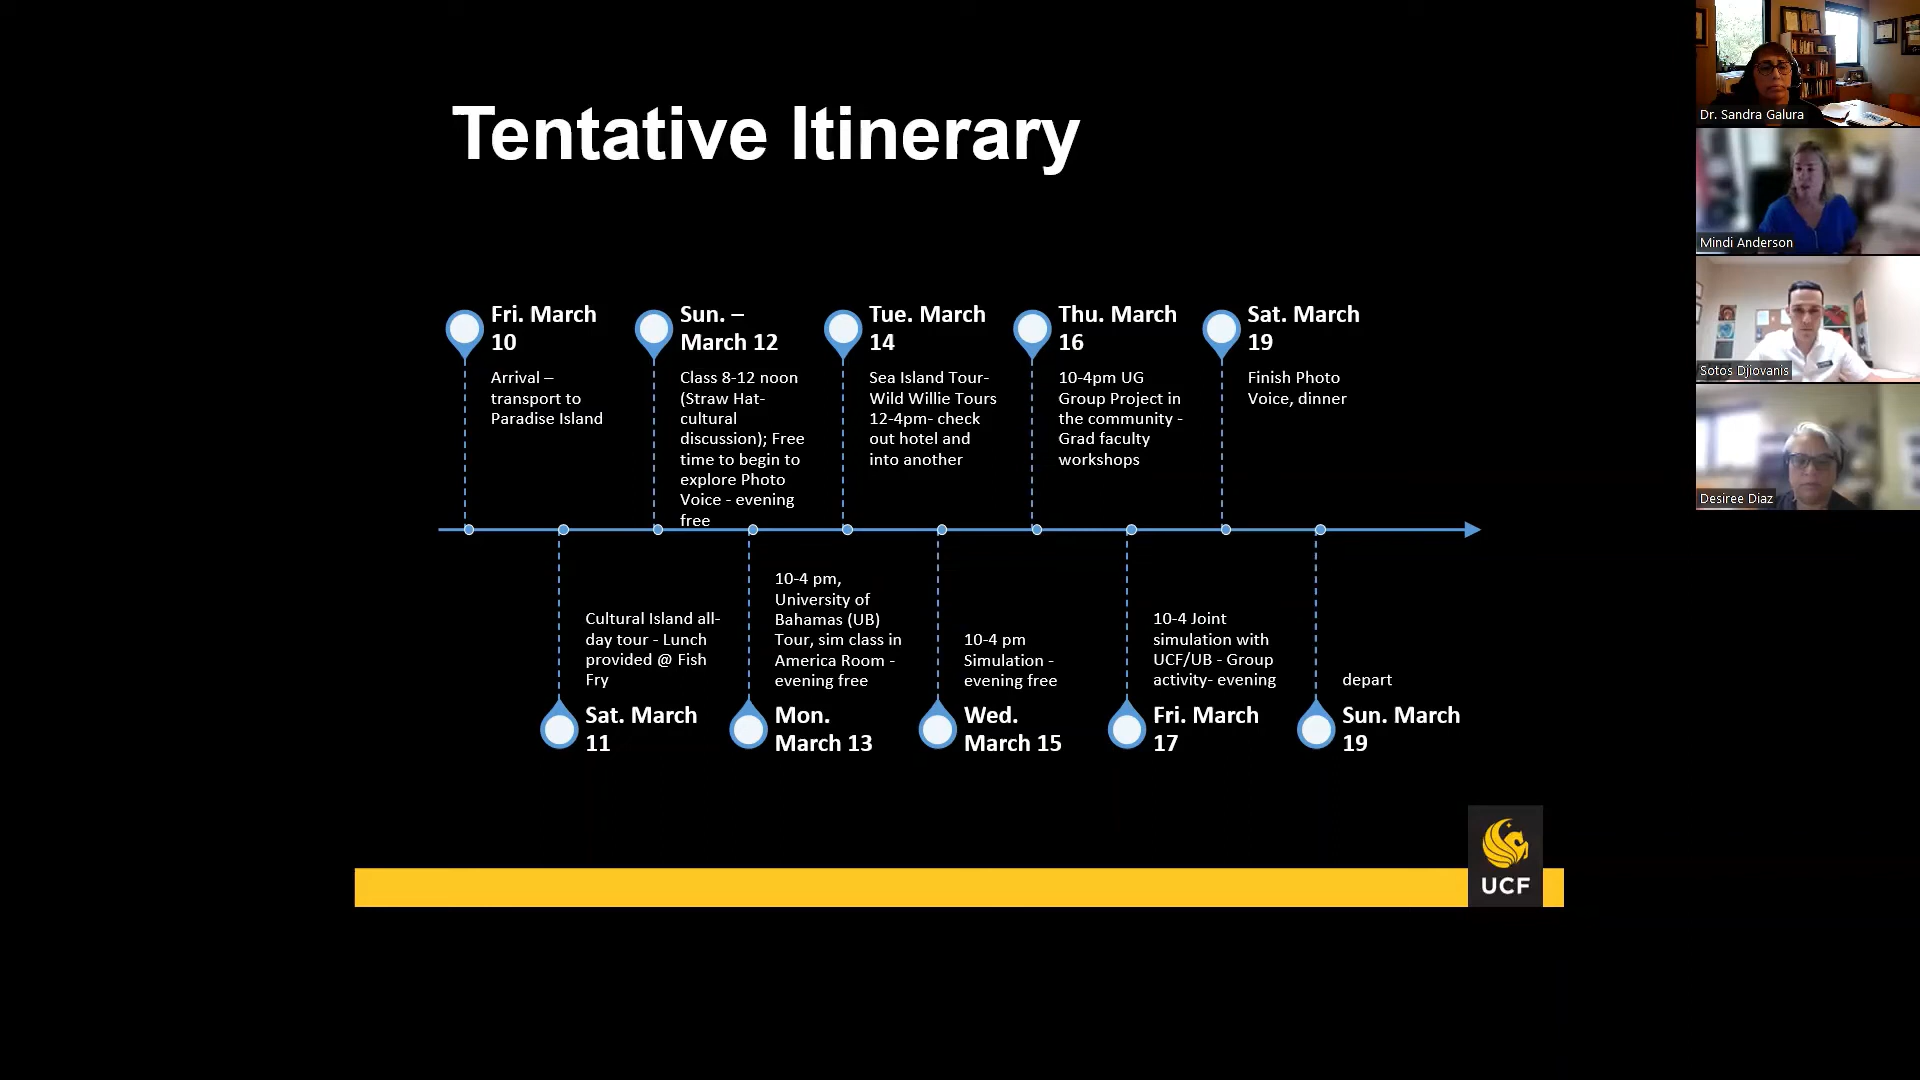 Tentative Itinerary
Fri. March
10
Arrival –
transport to
Paradise Island
Sun. –
March 12
Class 8-12 noon
(Straw Hat-
cultural
discussion); Free
time to begin to
explore Photo
Voice - evening
free
Tue. March
14
Sea Island Tour-
Wild Willie Tours
12-4pm- check
out hotel and
into another
Thu. March
16
10-4pm UG
Group Project in
the community -
Grad faculty
workshops
Sat. March
19
Finish Photo
Voice, dinner
Cultural Island all-
day tour - Lunch
provided @ Fish
Fry
Sat. March
11
10-4 pm,
University of
Bahamas (UB)
Tour, sim class in
America Room -
evening free
Mon.
March 13
10-4 pm
Simulation -
evening free
Wed.
March 15
10-4 Joint
simulation with
UCF/UB - Group
activity- evening
Fri. March
17
depart
Sun. March
19
UCF
Dr. Sandra Galura
Mindi Anderson
Sotos Djiovanis
Desiree Diaz